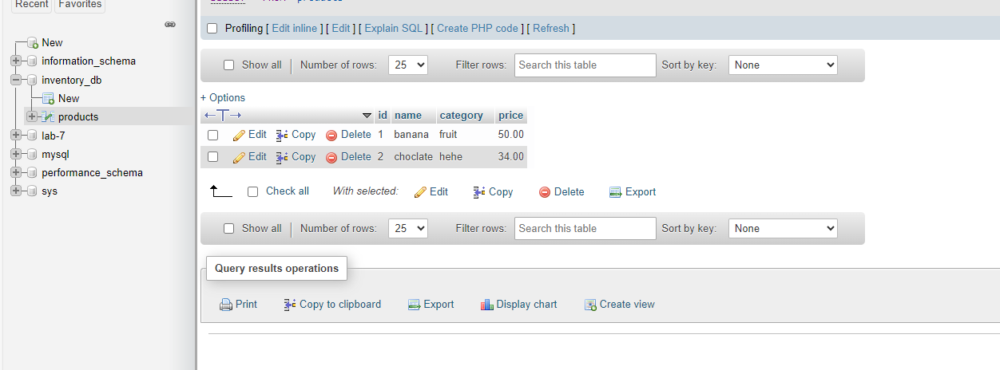 Recent Favorites
New
information_schema
inventory_db
New
products
lab-7
mysql
performance_schema
sys
Profiling [ Edit inline ] [ Edit ] [ Explain SQL ] [ Create PHP code ] [ Refresh ]
Show all | Number of rows: 25 Filter rows: Search this table Sort by key: None
+ Options
←T→ id name category price
Edit Copy Delete 1 banana fruit 50.00
Edit Copy Delete 2 choclate hehe 34.00
Check all With selected: Edit Copy Delete Export
Show all | Number of rows: 25 Filter rows: Search this table Sort by key: None
Query results operations
Print Copy to clipboard Export Display chart Create view